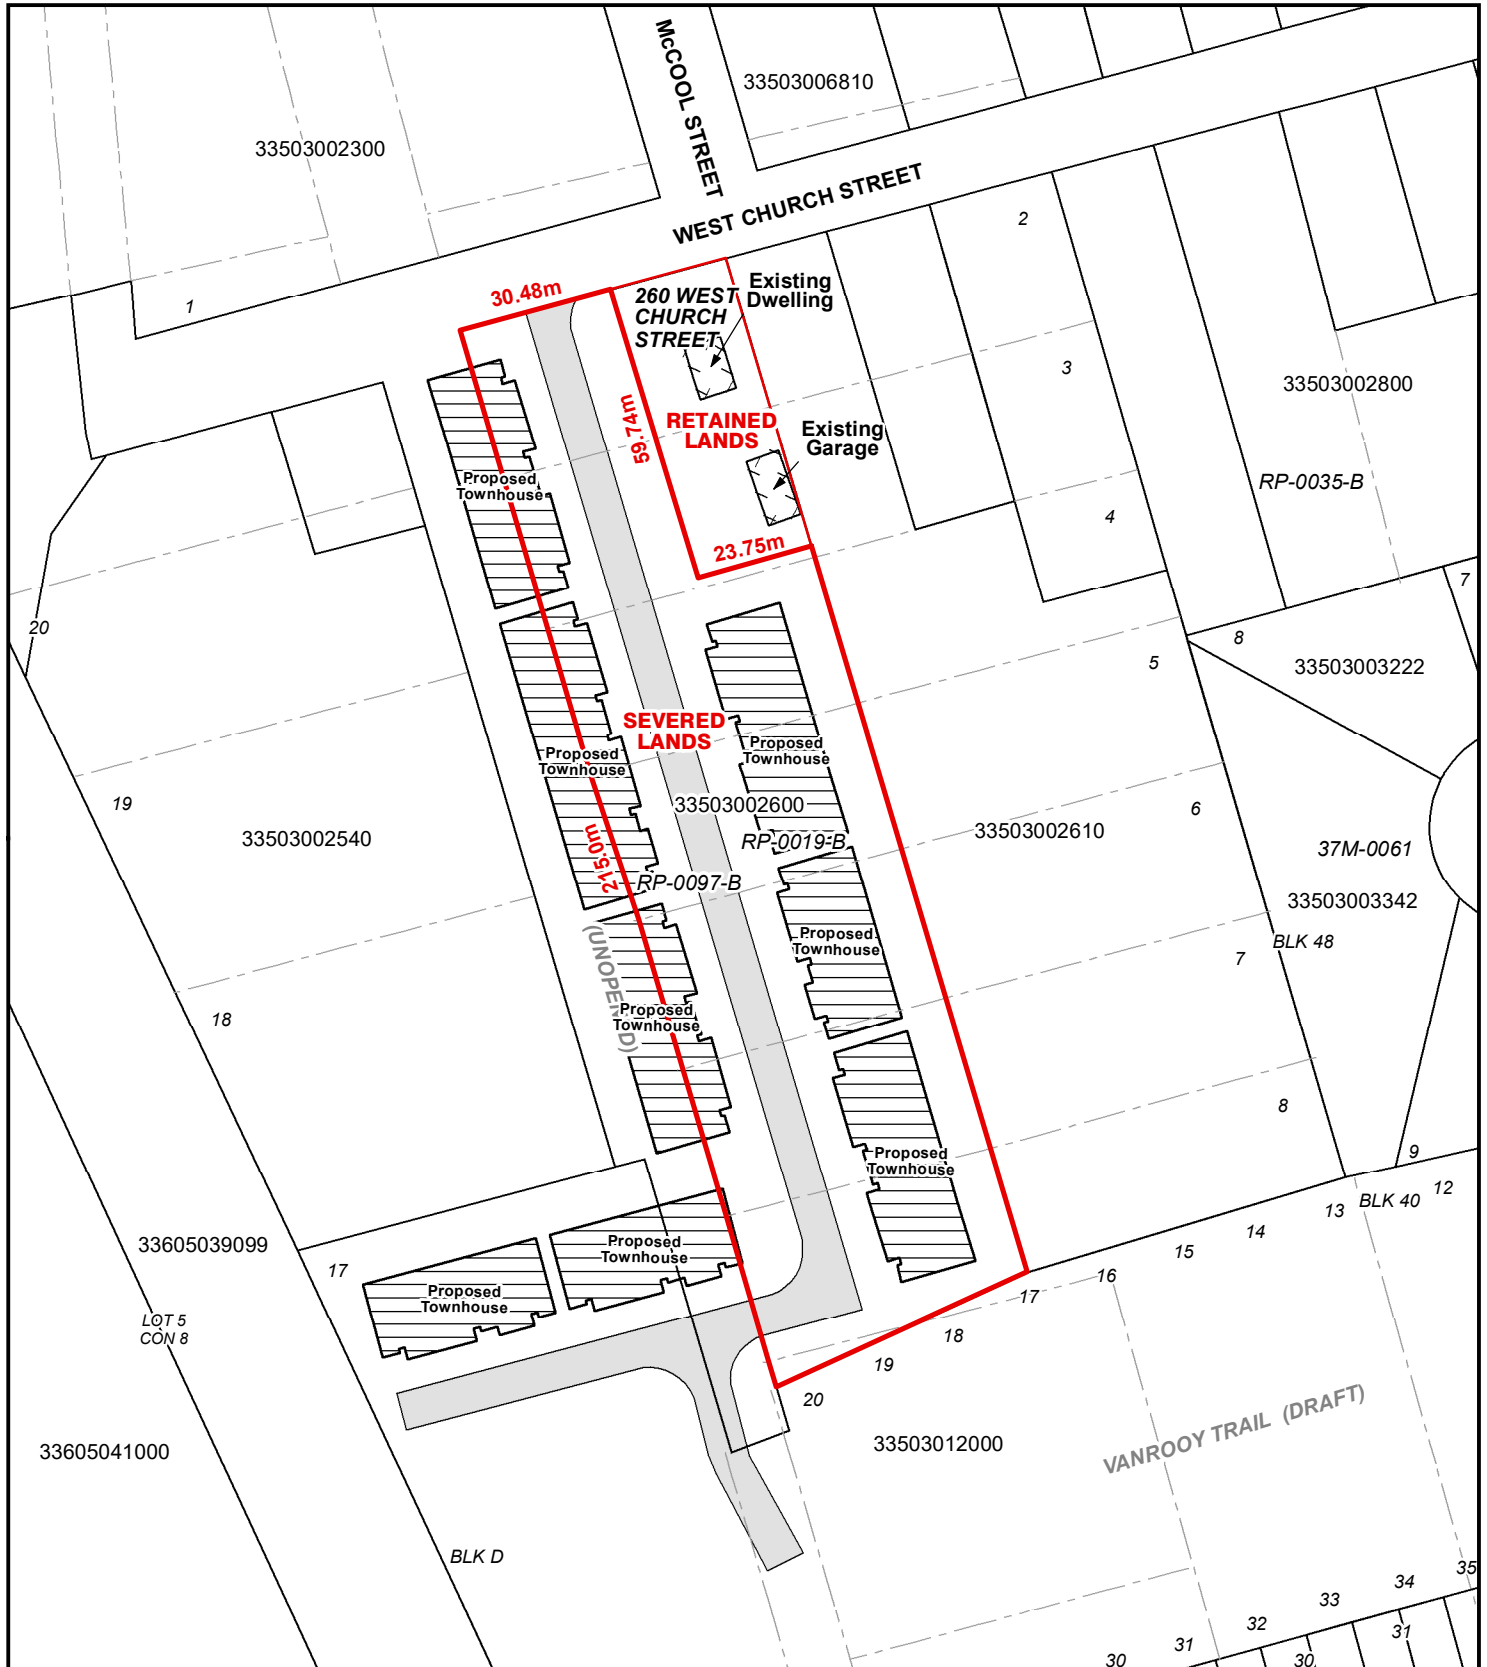 McCOOL STREET
33503006810
33503002300
WEST CHURCH STREET
2
1
30.48m
260 WEST
CHURCH
STREET
Existing
Dwelling
3
33503002800
59.74m
RETAINED
LANDS
Existing
Garage
RP-0035-B
Proposed
Townhouse
4
23.75m
7
20
8
5
33503003222
SEVERED
LANDS
Proposed
Townhouse
Proposed
Townhouse
19
33503002600
6
33503002540
33503002610
RP-0019-B
37M-0061
215.0m
RP-0097-B
33503003342
(UNOPENED)
Proposed
Townhouse
BLK 48
7
18
Proposed
Townhouse
8
Proposed
Townhouse
9
12
BLK 40
13
14
15
16
17
33605039099
17
Proposed
Townhouse
Proposed
Townhouse
LOT 5
CON 8
18
19
20
33503012000
VANROOY TRAIL (DRAFT)
33605041000
BLK D
35
34
33
32
31
30
31
30